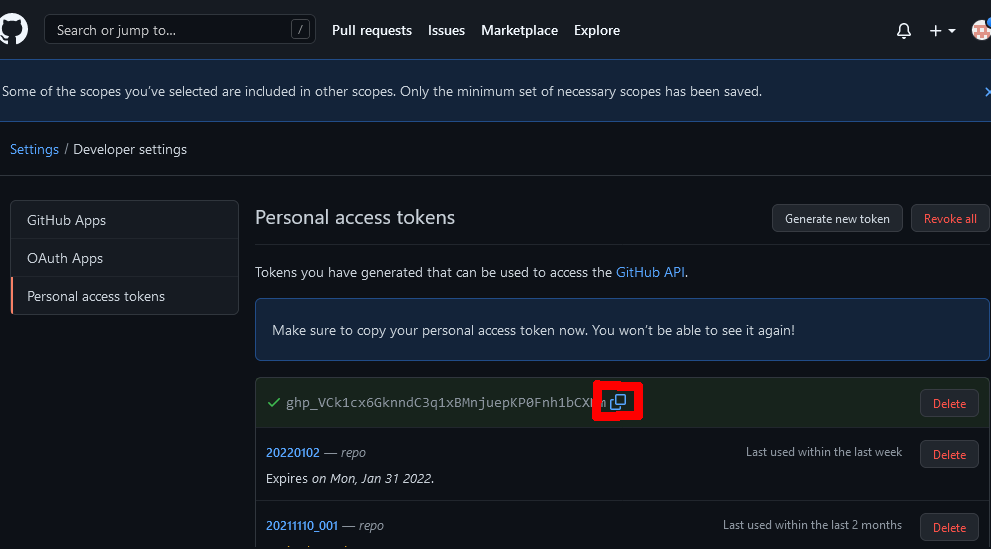 Search or jump to... / Pull requests Issues Marketplace Explore
Some of the scopes you've selected are included in other scopes. Only the minimum set of necessary scopes has been saved.
Settings / Developer settings
GitHub Apps
OAuth Apps
Personal access tokens
Personal access tokens
Generate new token Revoke all
Tokens you have generated that can be used to access the GitHub API.
Make sure to copy your personal access token now. You won't be able to see it again!
Delete
20220102 — repo Last used within the last week Delete
Expires on Mon, Jan 31 2022.
20211110_001 — repo Last used within the last 2 months Delete